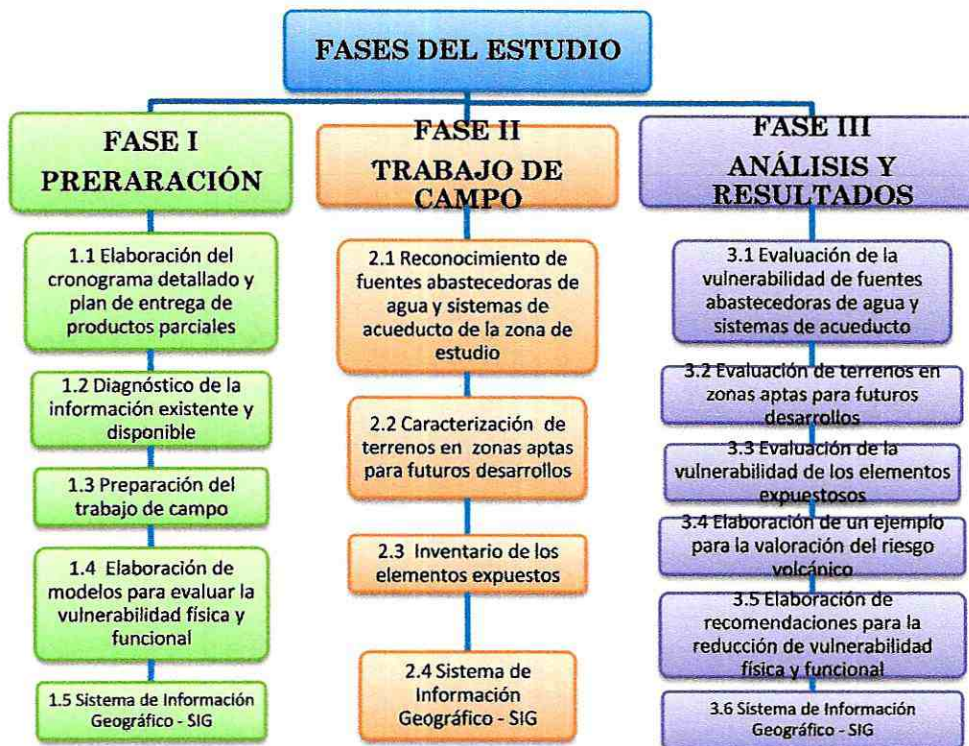 FASES DEL ESTUDIO
FASE I
PRERARACIÓN
1.1 Elaboración del
cronograma detallado y
plan de entrega de
productos parciales
1.2 Diagnóstico de la
información existente y
disponible
1.3 Preparación del
trabajo de campo
1.4 Elaboración de
modelos para evaluar la
vulnerabilidad física y
funcional
1.5 Sistema de Información
Geográfico - SIG
FASE II
TRABAJO DE
CAMPO
2.1 Reconocimiento de
fuentes abastecedoras de
agua y sistemas de
acueducto de la zona de
estudio
2.2 Caracterización de
terrenos en zonas aptas
para futuros desarrollos
2.3 Inventario de los
elementos expuestos
2.4 Sistema de
Información
Geográfico - SIG
FASE III
ANÁLISIS Y
RESULTADOS
3.1 Evaluación de la
vulnerabilidad de fuentes
abastecedoras de agua y
sistemas de acueducto
3.2 Evaluación de terrenos en
zonas aptas para futuros
desarrollos
3.3 Evaluación de la
vulnerabilidad de los elementos
expuestosos
3.4 Elaboración de un ejemplo
para la valoración del riesgo
volcánico
3.5 Elaboración de
recomendaciones para la
reducción de vulnerabilidad
física y funcional
3.6 Sistema de Información
Geográfico - SIG